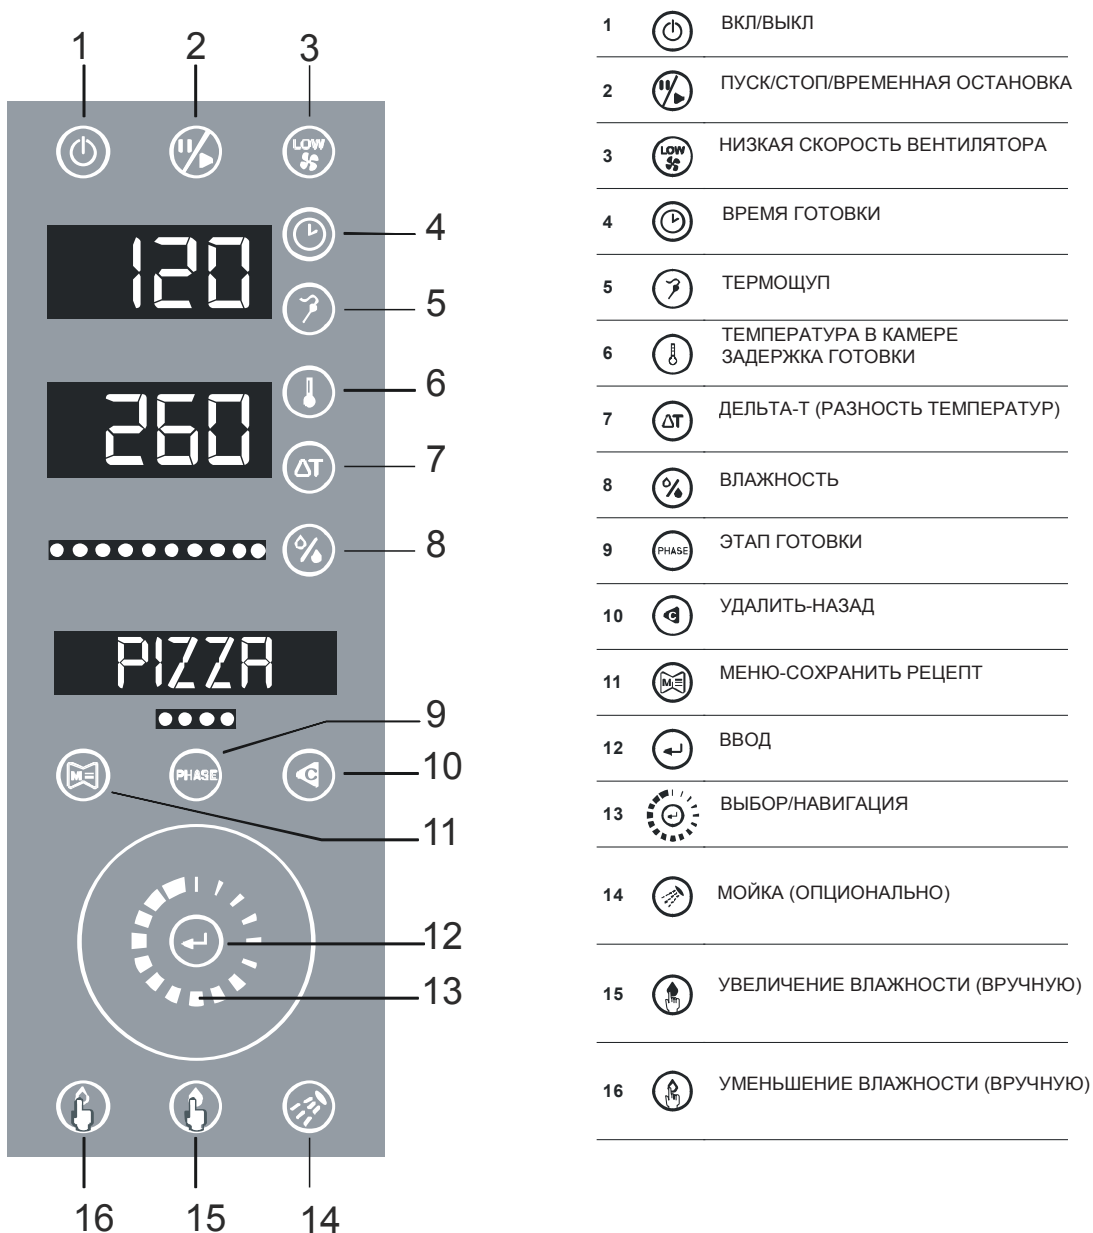 1 2 3
LOW
4
120
5
6
260
ΔT
7
8
PIZZA
9
M PHASE C
10
11
12
13
16 15 14
1 ВКЛ/ВЫКЛ
2 ПУСК/СТОП/ВРЕМЕННАЯ ОСТАНОВКА
3 LOW НИЗКАЯ СКОРОСТЬ ВЕНТИЛЯТОРА
4 ВРЕМЯ ГОТОВКИ
5 ТЕРМОЩУП
6 ТЕМПЕРАТУРА В КАМЕРЕ
ЗАДЕРЖКА ГОТОВКИ
7 ΔT ДЕЛЬТА-Т (РАЗНОСТЬ ТЕМПЕРАТУР)
8 ВЛАЖНОСТЬ
9 PHASE ЭТАП ГОТОВКИ
10 C УДАЛИТЬ-НАЗАД
11 M МЕНЮ-СОХРАНИТЬ РЕЦЕПТ
12 ВВОД
13 ВЫБОР/НАВИГАЦИЯ
14 МОЙКА (ОПЦИОНАЛЬНО)
15 УВЕЛИЧЕНИЕ ВЛАЖНОСТИ (ВРУЧНУЮ)
16 УМЕНЬШЕНИЕ ВЛАЖНОСТИ (ВРУЧНУЮ)